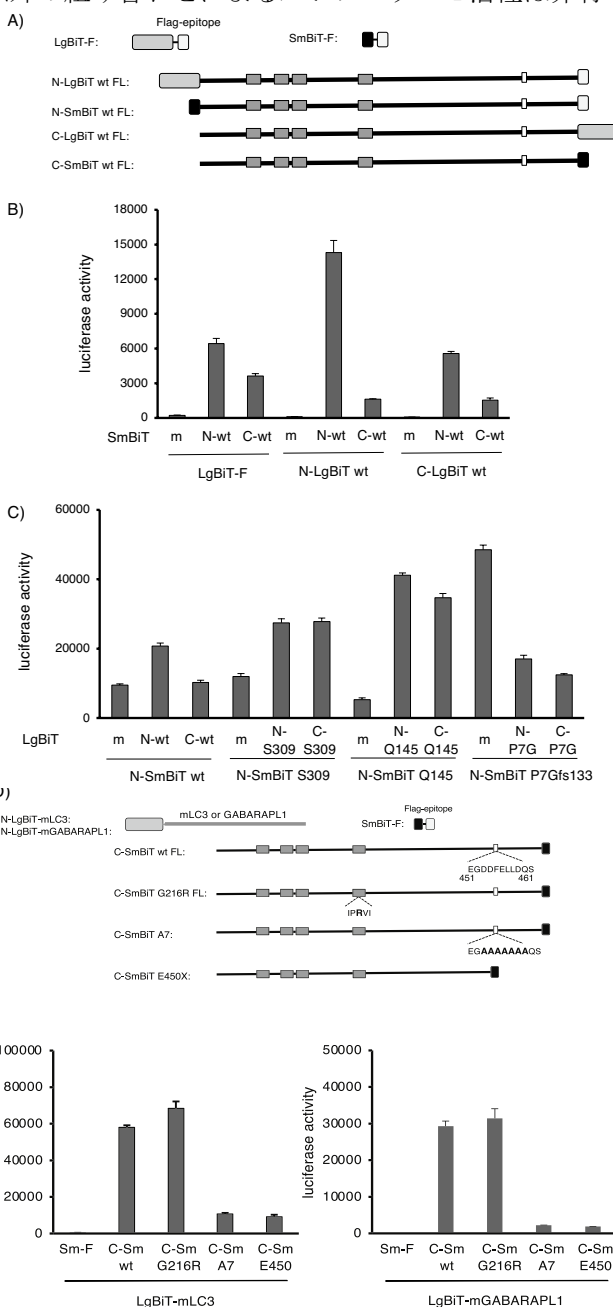 A)
Flag-epitope
LgBiT-F:
SmBiT-F:
N-LgBiT wt FL:
N-SmBiT wt FL:
C-LgBiT wt FL:
C-SmBiT wt FL:
B)
18000
15000
12000
9000
6000
3000
0
luciferase activity
SmBiT m N-wt C-wt m N-wt C-wt m N-wt C-wt
LgBiT-F N-LgBiT wt C-LgBiT wt
C)
60000
40000
20000
0
luciferase activity
LgBiT m N-wt C-wt m N-S309 C-S309 m N-Q145 C-Q145 m N-P7G C-P7G
N-SmBiT wt N-SmBiT S309 N-SmBiT Q145 N-SmBiT P7Gfs133
N-LgBiT-mLC3:
N-LgBiT-mGABARAPL1:
mLC3 or GABARAPL1
Flag-epitope
SmBiT-F:
C-SmBiT wt FL:
EGDDFELLDQS
451 461
C-SmBiT G216R FL:
IPRVI
C-SmBiT A7:
EGAAAAAAAQS
C-SmBiT E450X:
100000
80000
60000
40000
20000
0
Sm-F C-Sm wt C-Sm G216R C-Sm A7 C-Sm E450
LgBiT-mLC3
50000
40000
30000
20000
10000
0
luciferase activity
Sm-F C-Sm wt C-Sm G216R C-Sm A7 C-Sm E450
LgBiT-mGABARAPL1